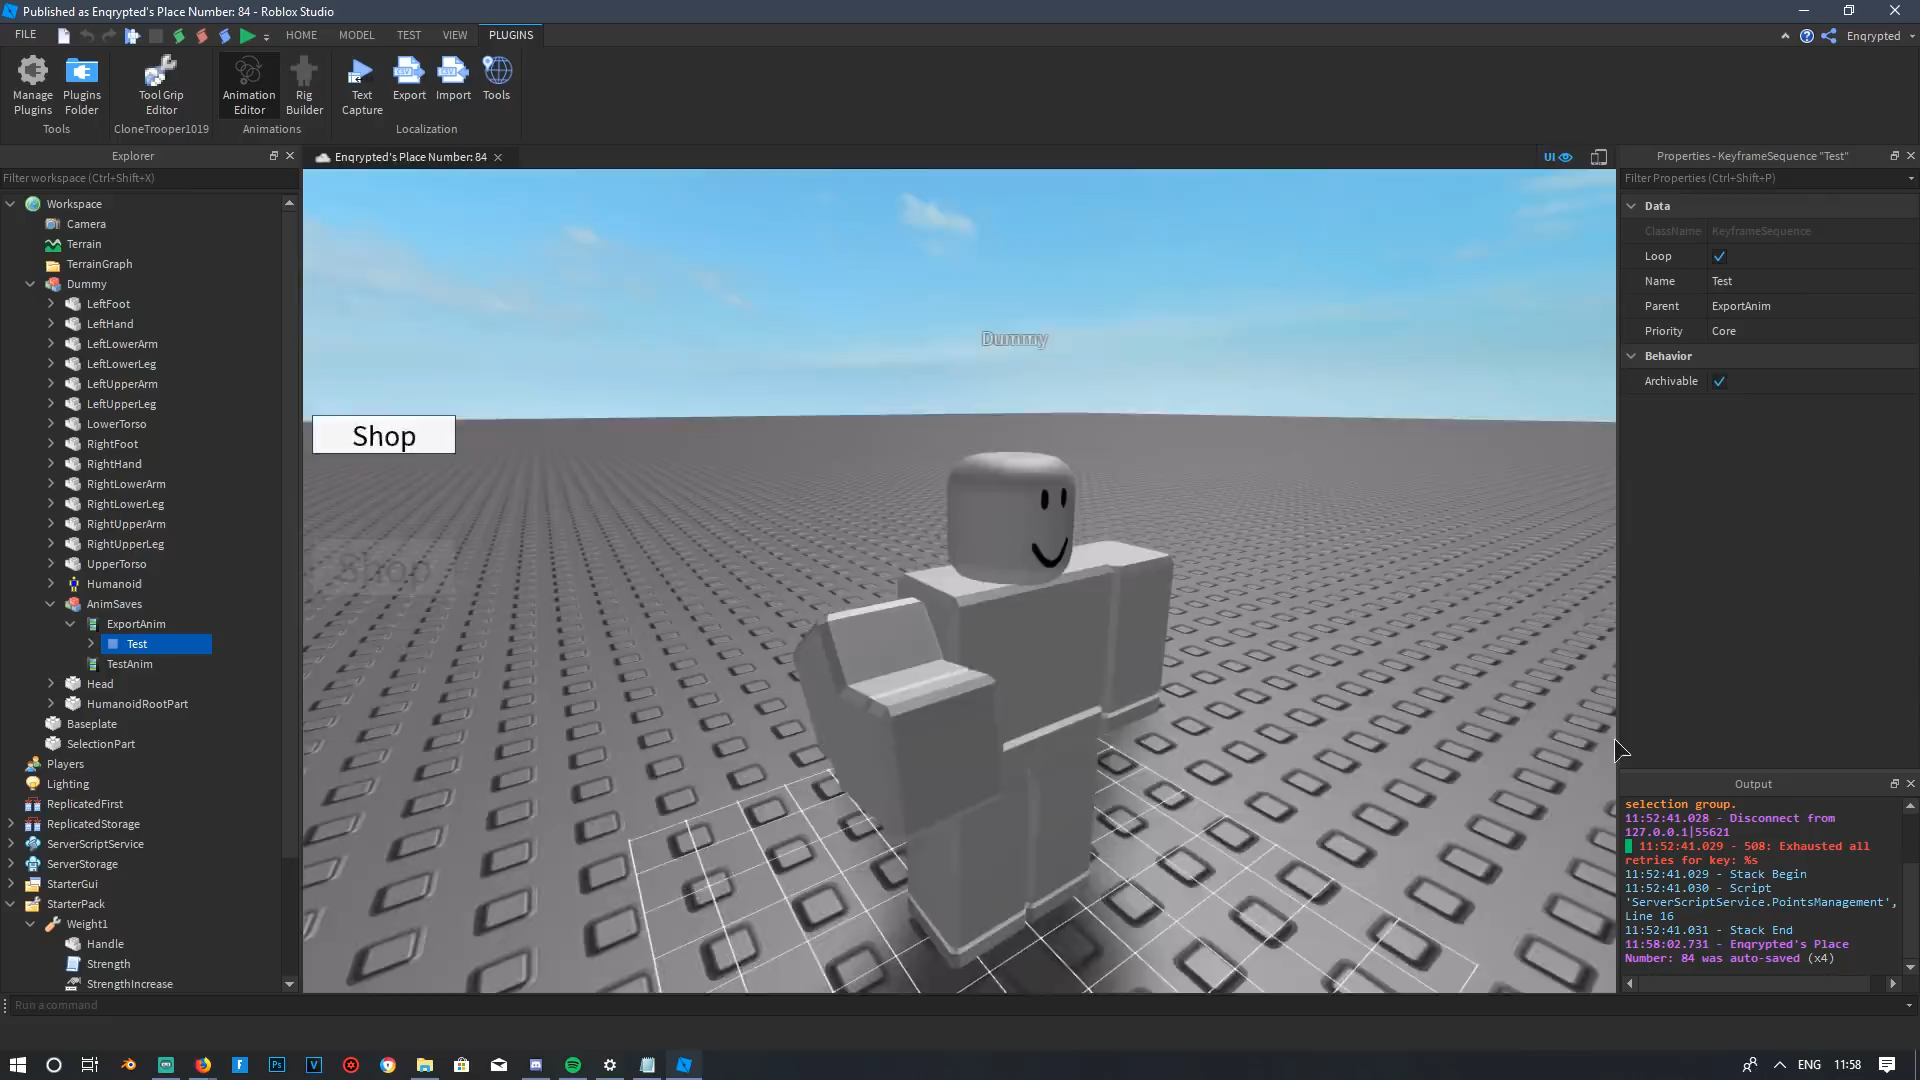 Published as Enqrypted's Place Number: 84 - Roblox Studio
FILE
HOME
MODEL
TEST
VIEW
PLUGINS
Enqrypted
Manage Plugins
Plugins Folder
Tool Grip Editor
Animation Editor
Rig Builder
Text Capture
Export
Import
Tools
Tools
CloneTrooper1019
Animations
Localization
Explorer
Enqrypted's Place Number: 84
UI
Properties - KeyframeSequence "Test"
Filter workspace (Ctrl+Shift+X)
Filter Properties (Ctrl+Shift+P)
Workspace
Camera
Terrain
TerrainGraph
Dummy
LeftFoot
LeftHand
LeftLowerArm
LeftLowerLeg
LeftUpperArm
LeftUpperLeg
LowerTorso
RightFoot
RightHand
RightLowerArm
RightLowerLeg
RightUpperArm
RightUpperLeg
UpperTorso
Humanoid
AnimSaves
ExportAnim
Test
TestAnim
Head
HumanoidRootPart
Baseplate
SelectionPart
Players
Lighting
ReplicatedFirst
ReplicatedStorage
ServerScriptService
ServerStorage
StarterGui
StarterPack
Weight1
Handle
Strength
StrengthIncrease
Dummy
Shop
Shop
Data
ClassName KeyframeSequence
Loop
Name Test
Parent ExportAnim
Priority Core
Behavior
Archivable
Output
selection group.
11:52:41.028 - Disconnect from
127.0.0.1|55621
11:52:41.029 - 508: Exhausted all
retries for key: %s
11:52:41.029 - Stack Begin
11:52:41.030 - Script
'ServerScriptService.PointsManagement',
Line 16
11:52:41.031 - Stack End
11:58:02.731 - Enqrypted's Place
Number: 84 was auto-saved (x4)
Run a command
ENG
11:58